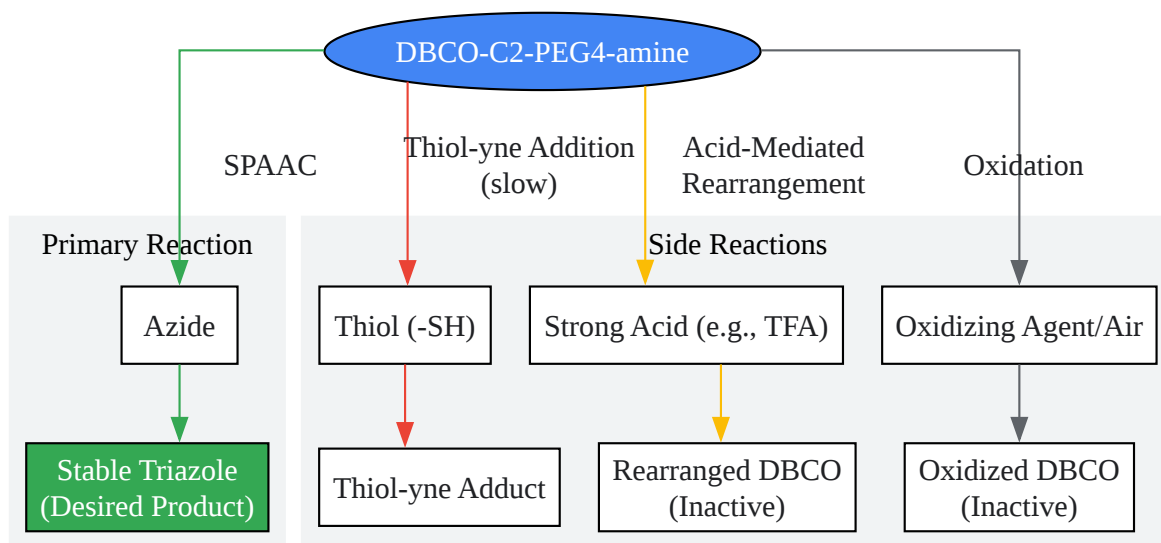 DBCO-C2-PEG4-amine
SPAAC
Thiol-yne Addition
(slow)
Acid-Mediated
Rearrangement
Oxidation
Primary Reaction
Side Reactions
Azide
Thiol (-SH)
Strong Acid (e.g., TFA)
Oxidizing Agent/Air
Stable Triazole
(Desired Product)
Thiol-yne Adduct
Rearranged DBCO
(Inactive)
Oxidized DBCO
(Inactive)